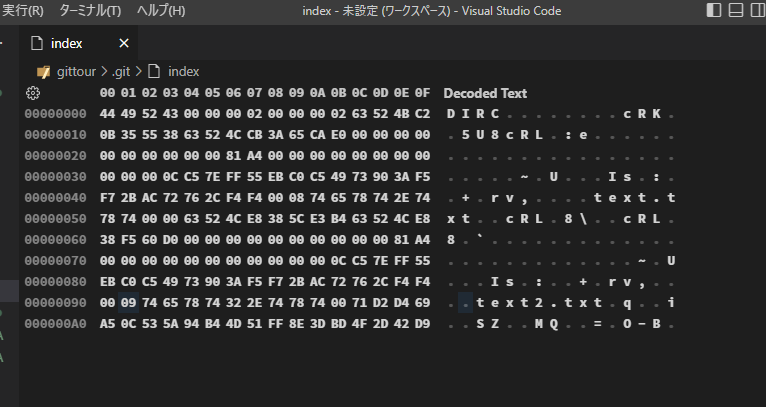 実行(R) ターミナル(T) ヘルプ(H) index - 未設定 (ワークスペース) - Visual Studio Code
index
gittour > .git > index
00 01 02 03 04 05 06 07 08 09 0A 0B 0C 0D 0E 0F Decoded Text
00000000 44 49 52 43 00 00 00 02 00 00 00 02 63 52 4B C2 D I R C . . . . . . . . c R K .
00000010 0B 35 55 38 63 52 4C CB 3A 65 CA E0 00 00 00 00 . 5 U 8 c R L . : e . . . . . .
00000020 00 00 00 00 00 00 81 A4 00 00 00 00 00 00 00 00 . . . . . . . . . . . . . . . .
00000030 00 00 00 0C C5 7E FF 55 EB C0 C5 49 73 90 3A F5 . . . . . ~ . U . . . I s . : .
00000040 F7 2B AC 72 76 2C F4 F4 00 08 74 65 78 74 2E 74 . + . r v , . . . . t e x t . t
00000050 78 74 00 00 63 52 4C E8 38 5C E3 B4 63 52 4C E8 x t . . c R L . 8 \ . . c R L .
00000060 38 F5 60 D0 00 00 00 00 00 00 00 00 00 00 81 A4 8 . ` . . . . . . . . . . . . .
00000070 00 00 00 00 00 00 00 00 00 00 00 0C C5 7E FF 55 . . . . . . . . . . . . . ~ . U
00000080 EB C0 C5 49 73 90 3A F5 F7 2B AC 72 76 2C F4 F4 . . . I s . : . . + . r v , . .
00000090 00 09 74 65 78 74 32 2E 74 78 74 00 71 D2 D4 69 . . t e x t 2 . t x t . q . . i
000000A0 A5 0C 53 5A 94 B4 4D 51 FF 8E 3D BD 4F 2D 42 D9 . . S Z . . M Q . . = . O - B .